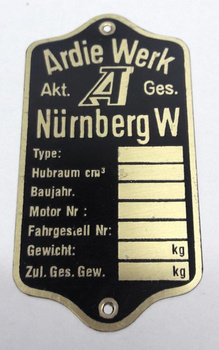 Ardie Werk
Akt. A Ges.
Nürnberg W
Type:
Hubraum cm³
Baujahr.
Motor Nr :
Fahrgestell Nr:
Gewicht: kg
Zul. Ges. Gew. kg